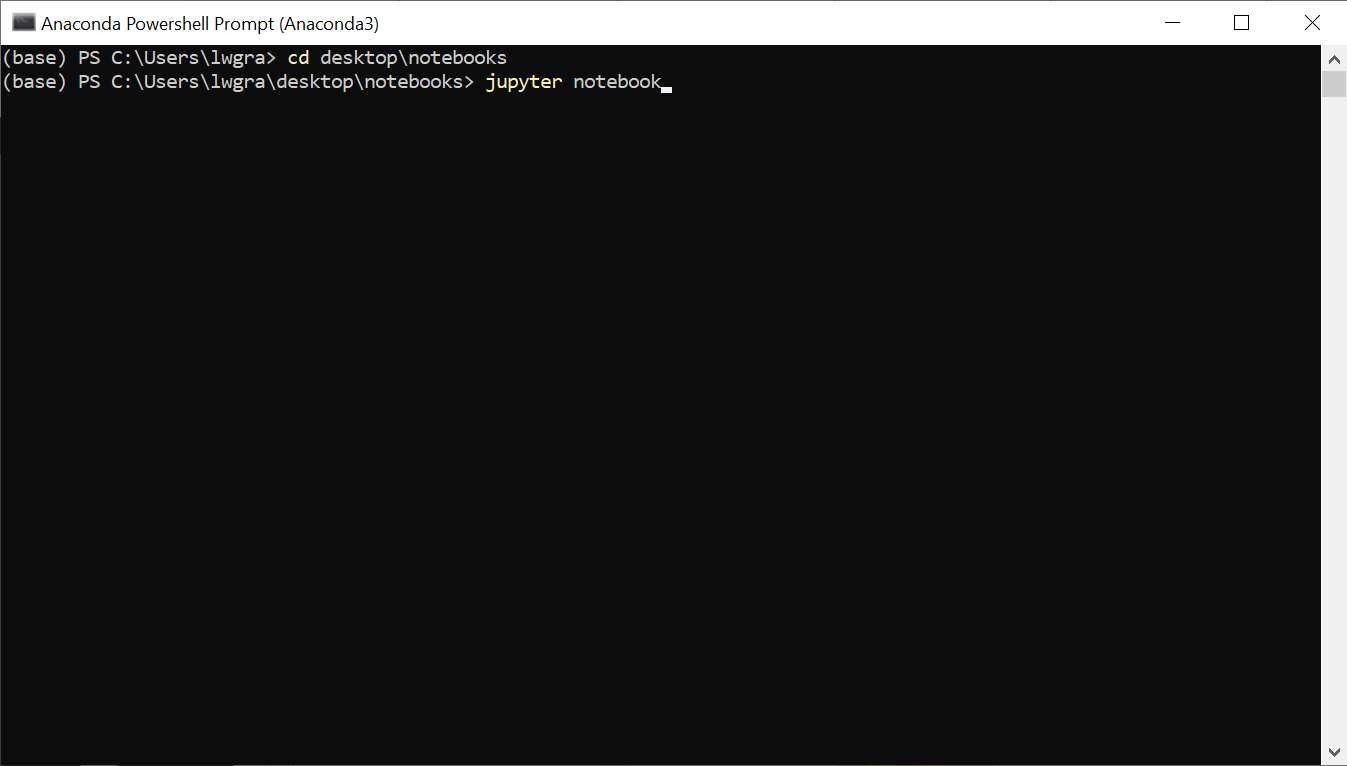 Anaconda Powershell Prompt (Anaconda3)
(base) PS C:\Users\lwgra> cd desktop\notebooks
(base) PS C:\Users\lwgra\desktop\notebooks> jupyter notebook